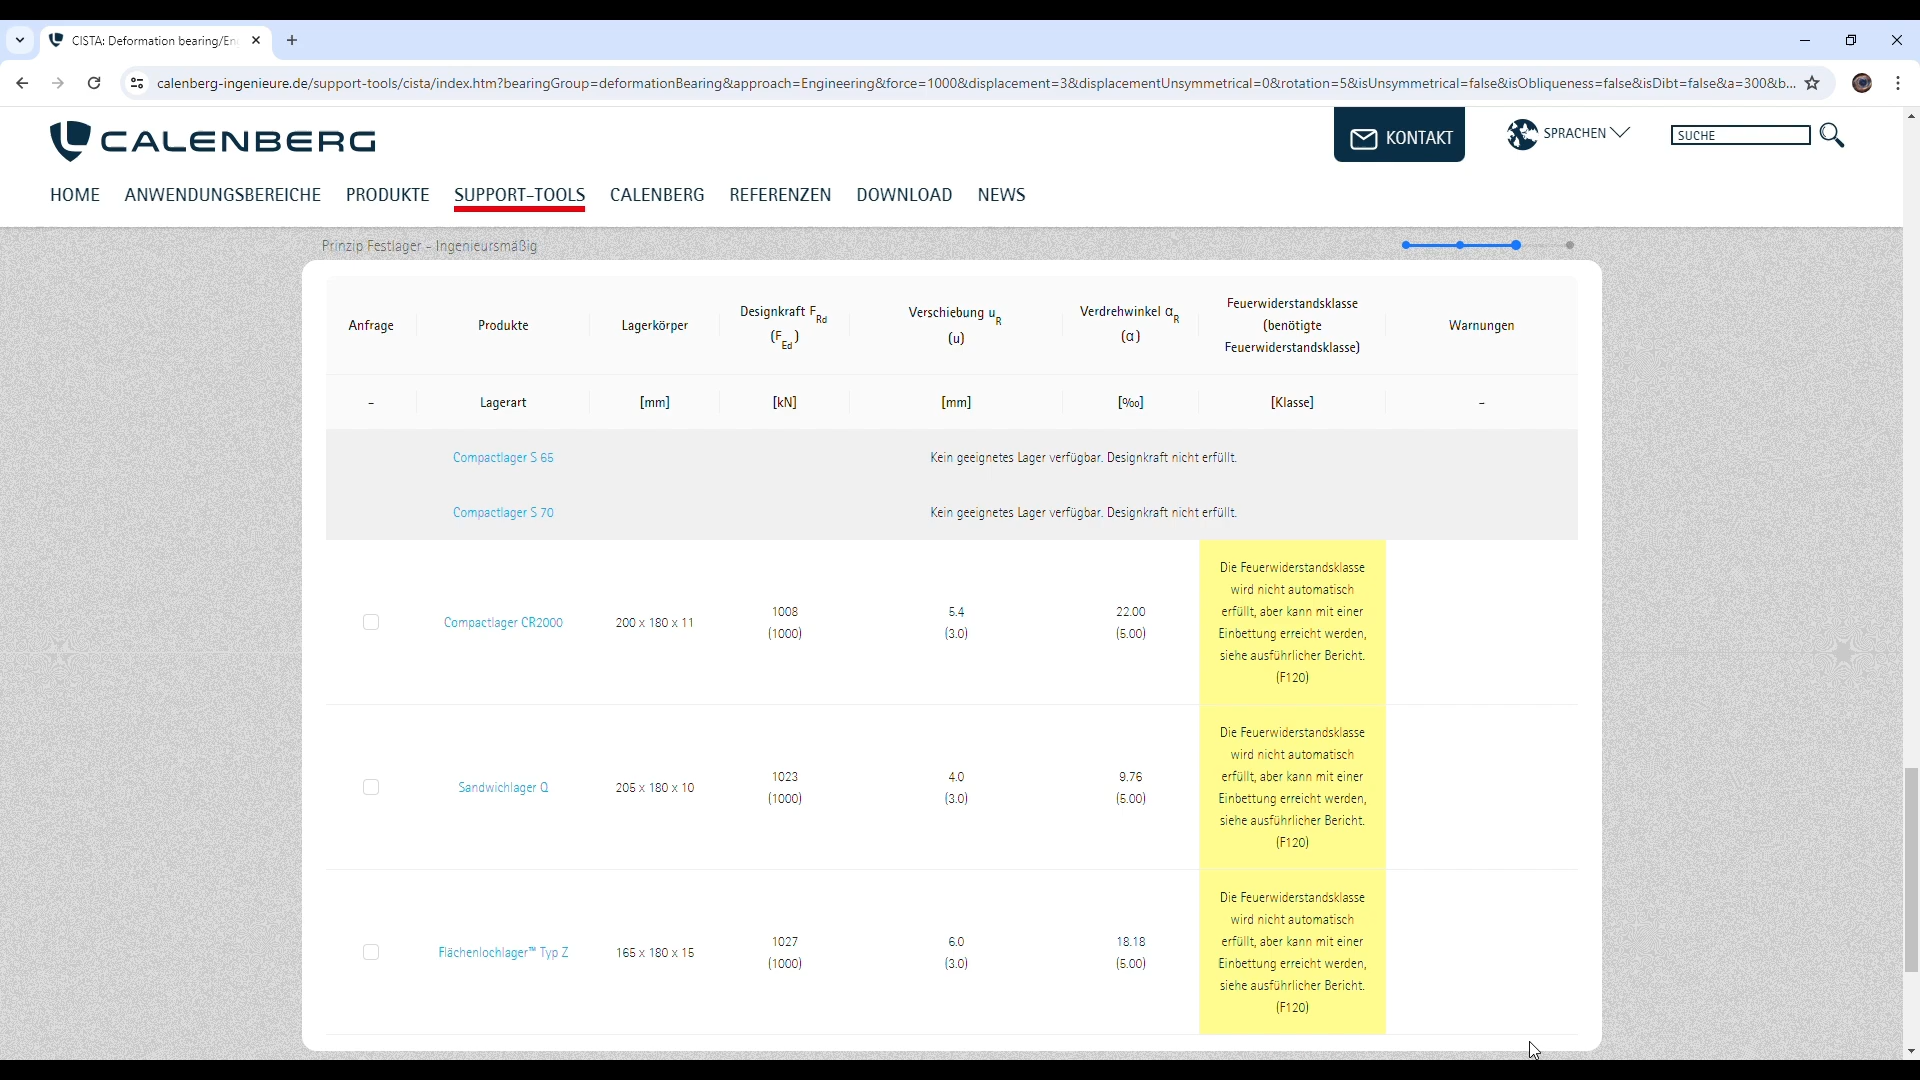 CISTA: Deformation bearing/En
calenberg-ingenieure.de/support-tools/cista/index.htm?bearingGroup=deformationBearing&approach=Engineering&force=1000&displacement=3&displacementUnsymmetrical=0&rotation=5&isUnsymmetrical=false&isObliqueness=false&isDibt=false&a=300&b...
CALENBERG
KONTAKT
SPRACHEN
SUCHE
HOME ANWENDUNGSBEREICHE PRODUKTE SUPPORT-TOOLS CALENBERG REFERENZEN DOWNLOAD NEWS
Prinzip Festlager - Ingenieursmäßig
Anfrage
Produkte
Lagerkörper
Designkraft F Rd
(F Ed)
Verschiebung u R
(u)
Verdrehwinkel α R
(α)
Feuerwiderstandsklasse
(benötigte
Feuerwiderstandsklasse)
Warnungen
- Lagerart [mm] [kN] [mm] [‰] [Klasse] -
Compactlager S 65 Kein geeignetes Lager verfügbar. Designkraft nicht erfüllt.
Compactlager S 70 Kein geeignetes Lager verfügbar. Designkraft nicht erfüllt.
Compactlager CR2000
200 x 180 x 11
1008
(1000)
5.4
(3.0)
22.00
(5.00)
Die Feuerwiderstandsklasse
wird nicht automatisch
erfüllt, aber kann mit einer
Einbettung erreicht werden,
siehe ausführlicher Bericht.
(F120)
Sandwichlager Q
205 x 180 x 10
1023
(1000)
4.0
(3.0)
9.76
(5.00)
Die Feuerwiderstandsklasse
wird nicht automatisch
erfüllt, aber kann mit einer
Einbettung erreicht werden,
siehe ausführlicher Bericht.
(F120)
Flächenlochlager™ Typ Z
165 x 180 x 15
1027
(1000)
6.0
(3.0)
18.18
(5.00)
Die Feuerwiderstandsklasse
wird nicht automatisch
erfüllt, aber kann mit einer
Einbettung erreicht werden,
siehe ausführlicher Bericht.
(F120)